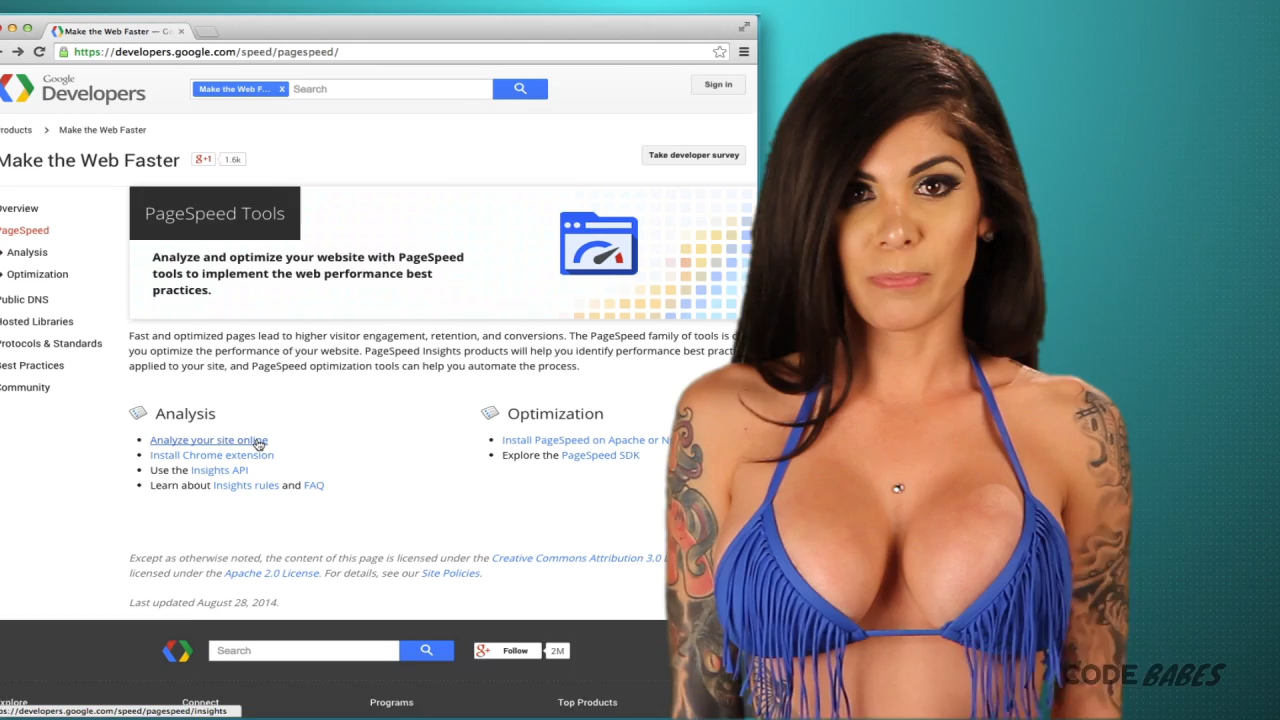 Make the Web Faster — Go
https://developers.google.com/speed/pagespeed/
Google
Developers
Make the Web F... x Search
Sign in
roducts > Make the Web Faster
Make the Web Faster
g+1 1.6k
Take developer survey
PageSpeed Tools
Analyze and optimize your website with PageSpeed
tools to implement the web performance best
practices.
verview
PageSpeed
Analysis
Optimization
Public DNS
Hosted Libraries
Protocols & Standards
Best Practices
Community
Fast and optimized pages lead to higher visitor engagement, retention, and conversions. The PageSpeed family of tools is
you optimize the performance of your website. PageSpeed Insights products will help you identify performance best pract
applied to your site, and PageSpeed optimization tools can help you automate the process.
Analysis
• Analyze your site online
• Install Chrome extension
• Use the Insights API
• Learn about Insights rules and FAQ
Optimization
• Install PageSpeed on Apache or N
• Explore the PageSpeed SDK
Except as otherwise noted, the content of this page is licensed under the Creative Commons Attribution 3.0 L
licensed under the Apache 2.0 License. For details, see our Site Policies.
Last updated August 28, 2014.
Search
g+ Follow 2M
xplore Connect Programs Top Products
ps://developers.google.com/speed/pagespeed/insights
CODE BABES